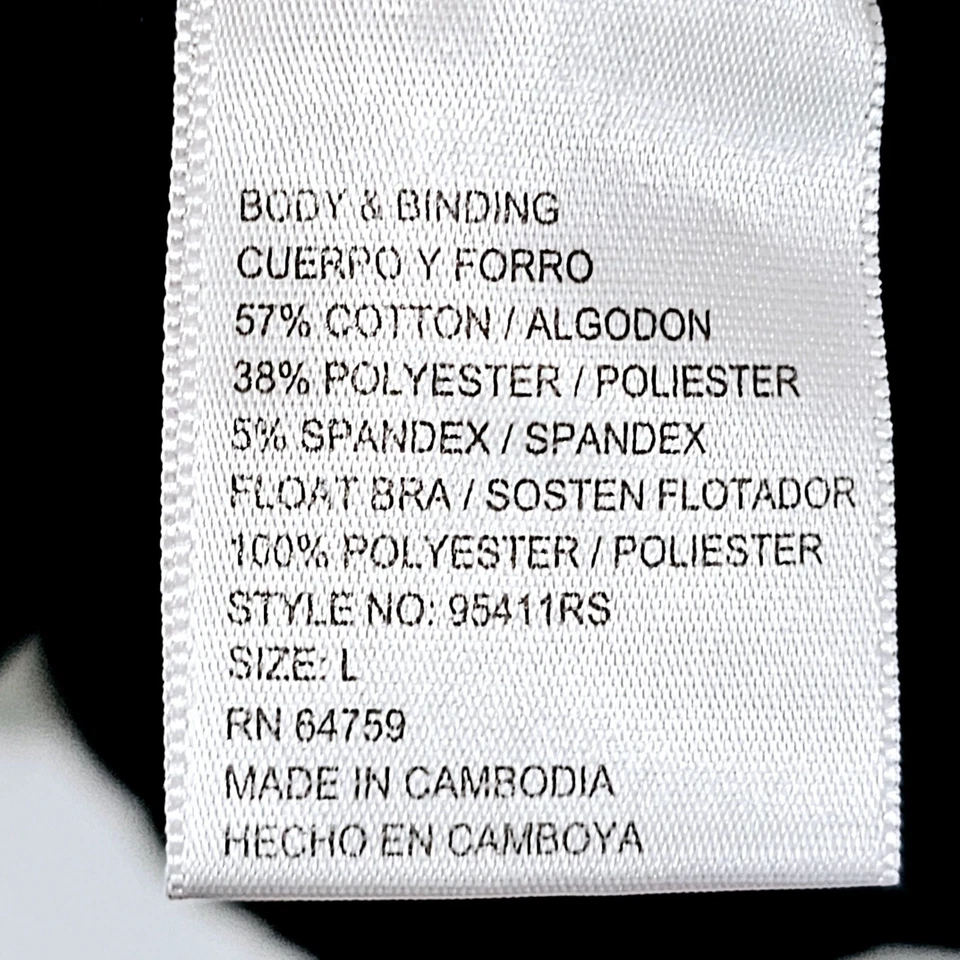 BODY & BINDING
CUERPO Y FORRO
57% COTTON / ALGODON
38% POLYESTER / POLIESTER
5% SPANDEX / SPANDEX
FLOAT BRA / SOSTEN FLOTADOR
100% POLYESTER / POLIESTER
STYLE NO: 95411RS
SIZE: L
RN 64759
MADE IN CAMBODIA
HECHO EN CAMBOYA